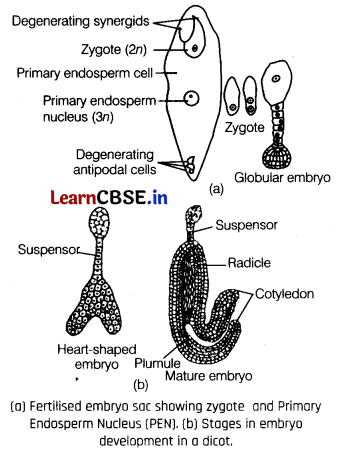 Degenerating synergids
Zygote (2n)
Primary endosperm cell
Primary endosperm
nucleus (3n)
Degenerating
antipodal cells
(a)
Zygote
Globular embryo
LearnCBSE.in
Suspensor
Heart-shaped
embryo
Suspensor
Radicle
Cotyledon
Plumule
Mature embryo
(b)
(a) Fertilised embryo sac showing zygote and Primary
Endosperm Nucleus (PEN). (b) Stages in embryo
development in a dicot.